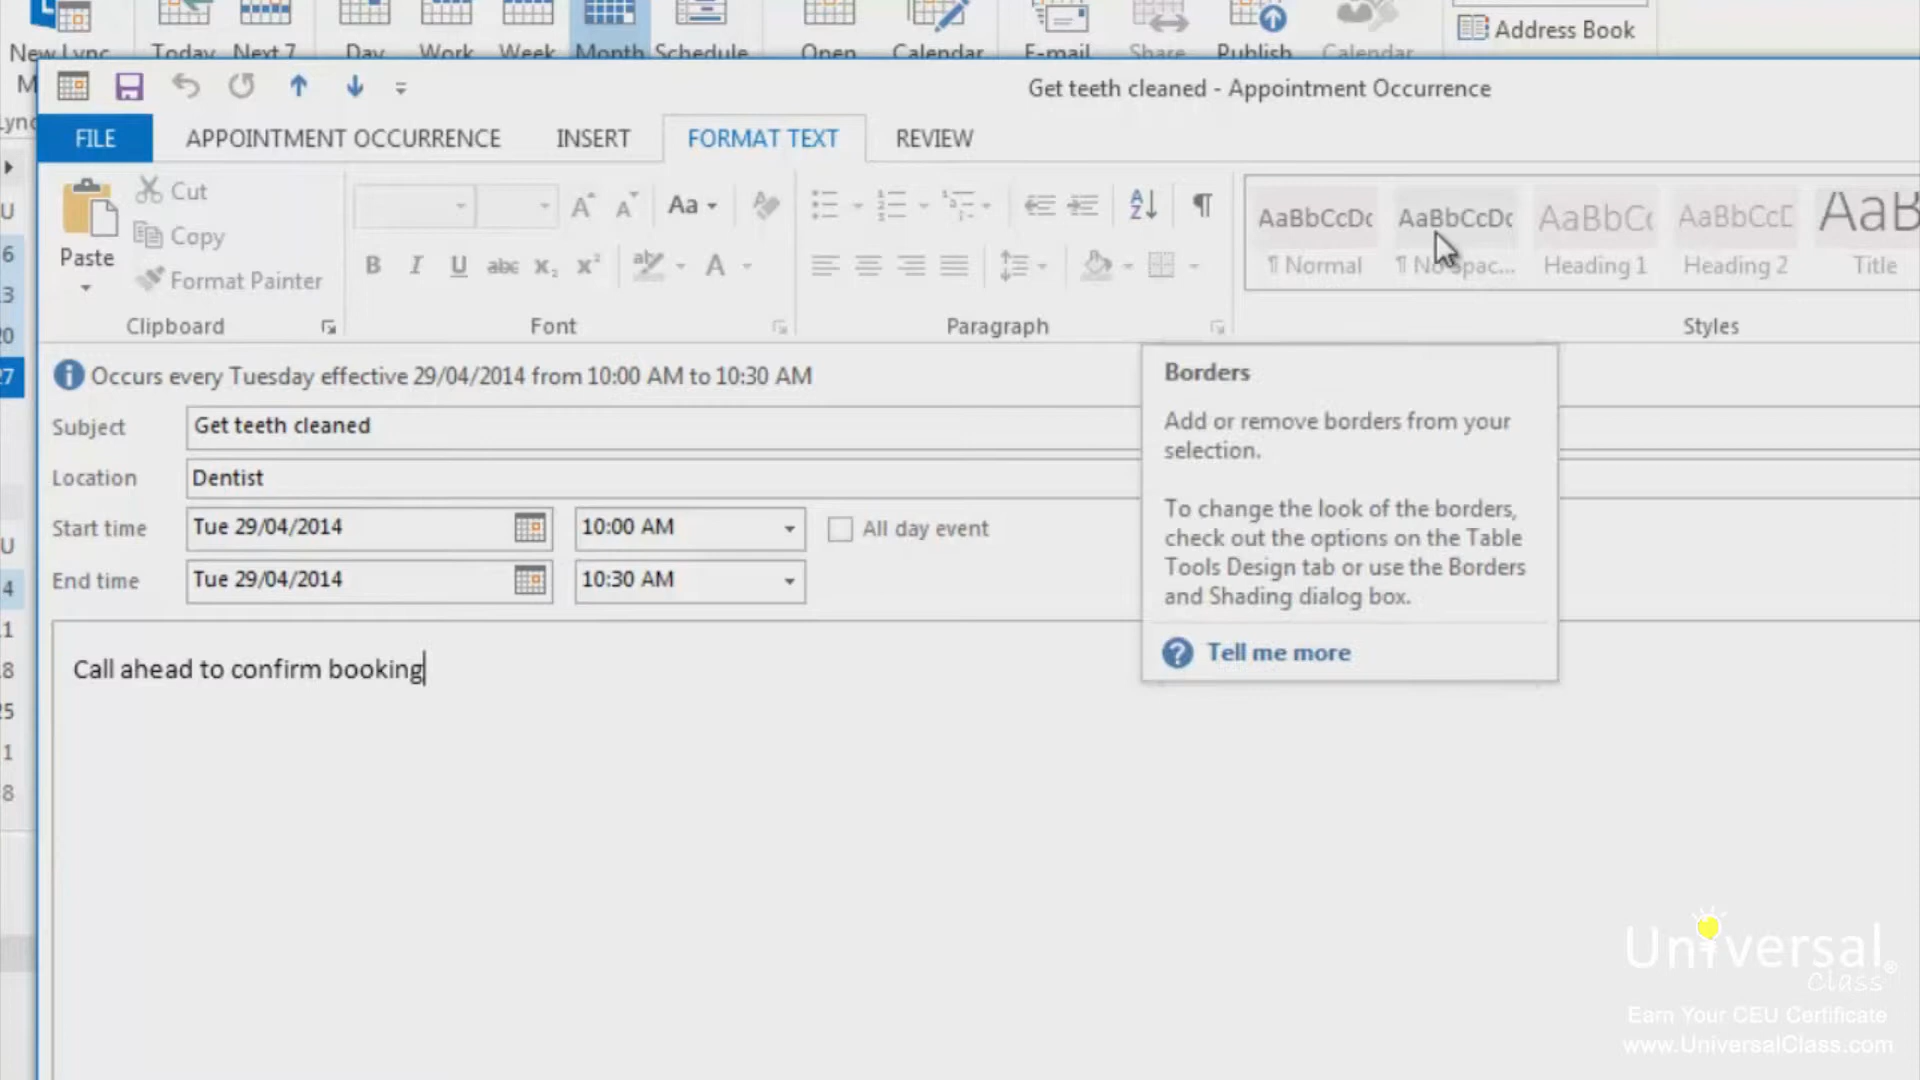 New Lync
Today Next 7 Day Work Week Month Schedule Open Calendar E-mail Share Publish Calendar
Address Book
Get teeth cleaned - Appointment Occurrence
FILE APPOINTMENT OCCURRENCE INSERT FORMAT TEXT REVIEW
Cut
Copy
Format Painter
Paste
Aa
B I U abc X₂ X² A
AaBbCcDc AaBbCcDc AaBbCc AaBbCcD AaB
¶ Normal ¶ No Spac... Heading 1 Heading 2 Title
Clipboard Font Paragraph Styles
Occurs every Tuesday effective 29/04/2014 from 10:00 AM to 10:30 AM
Subject Get teeth cleaned
Location Dentist
Start time Tue 29/04/2014 10:00 AM All day event
End time Tue 29/04/2014 10:30 AM
Call ahead to confirm booking
Borders
Add or remove borders from your
selection.
To change the look of the borders,
check out the options on the Table
Tools Design tab or use the Borders
and Shading dialog box.
Tell me more
Universal
Class®
Earn Your CEU Certificate
www.UniversalClass.com